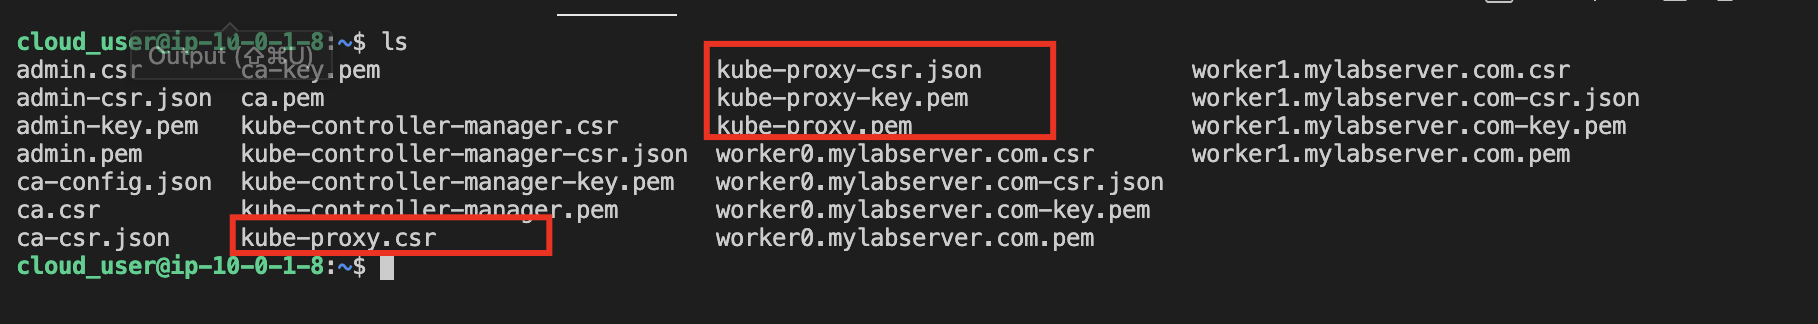 cloud_user@ip-10-0-1-8:~$ ls
Output (⇧⌘U)
admin.csr ca-key.pem kube-proxy-csr.json worker1.mylabserver.com.csr
admin-csr.json ca.pem kube-proxy-key.pem worker1.mylabserver.com-csr.json
admin-key.pem kube-controller-manager.csr kube-proxy.pem worker1.mylabserver.com-key.pem
admin.pem kube-controller-manager-csr.json worker0.mylabserver.com.csr worker1.mylabserver.com.pem
ca-config.json kube-controller-manager-key.pem worker0.mylabserver.com-csr.json
ca.csr kube-controller-manager.pem worker0.mylabserver.com-key.pem
ca-csr.json kube-proxy.csr worker0.mylabserver.com.pem
cloud_user@ip-10-0-1-8:~$